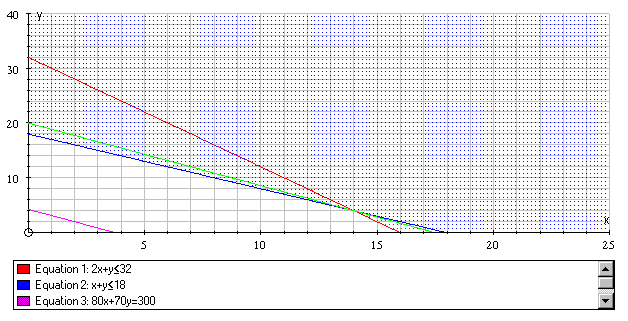 40
y
30
20
10
x
5 10 15 20 25
Equation 1: 2x+y≤32
Equation 2: x+y≤18
Equation 3: 80x+70y=300